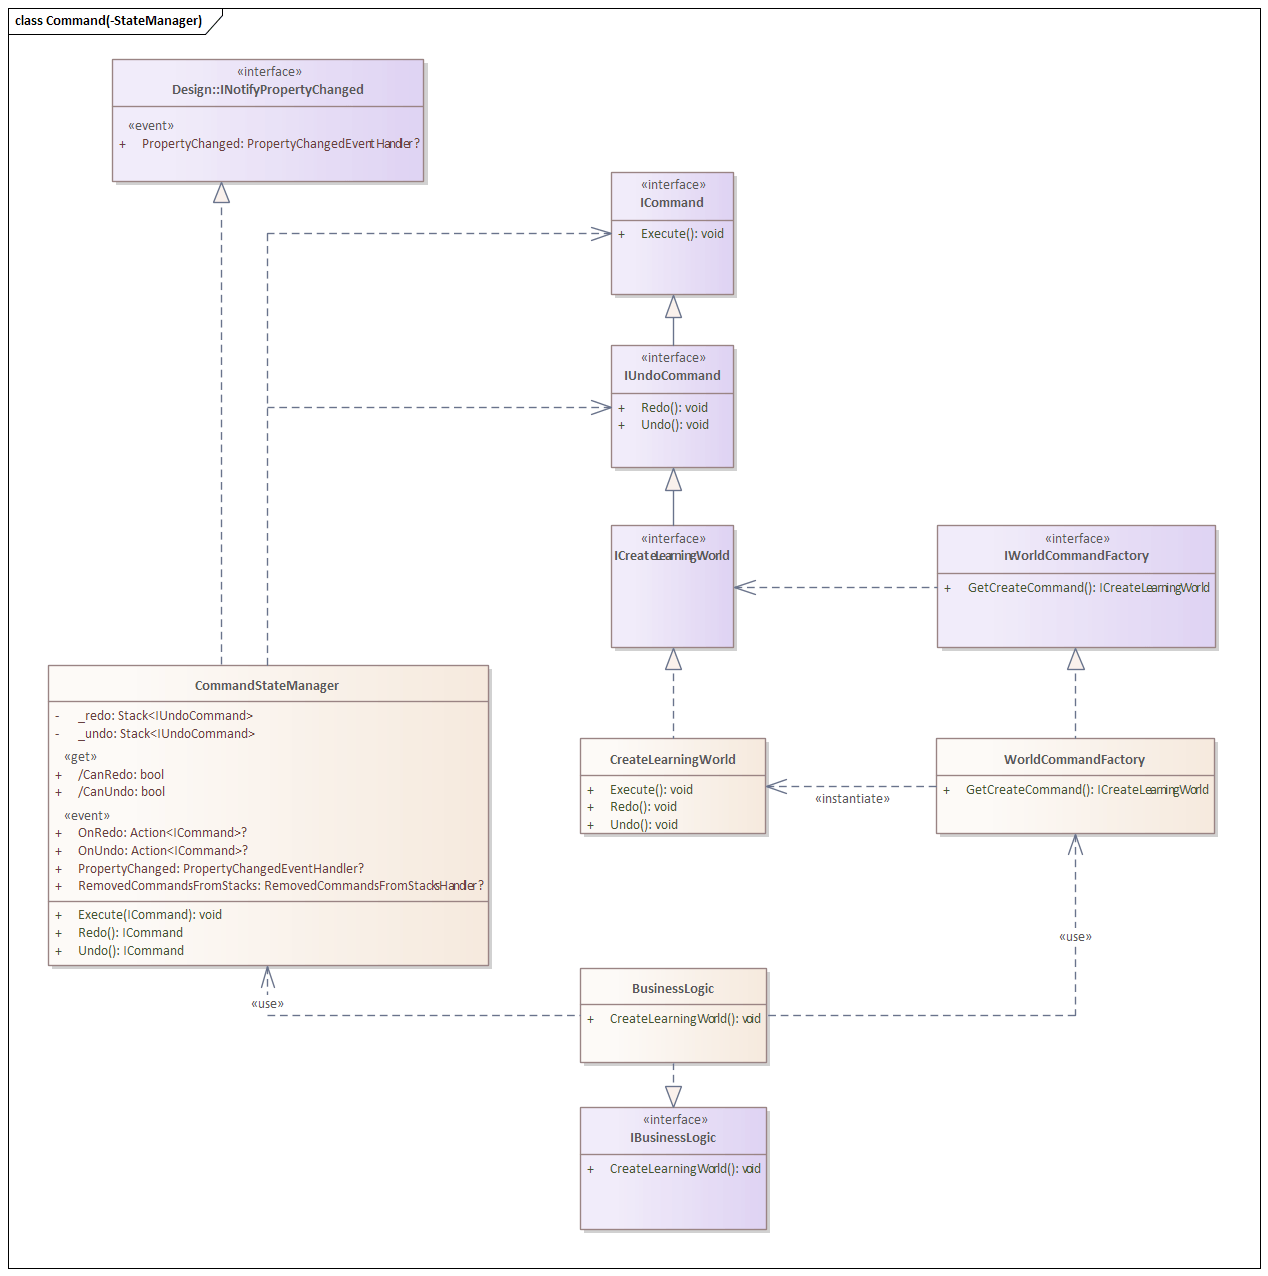 class Command(-StateManager)
«interface»
Design::INotifyPropertyChanged
«event»
+ PropertyChanged: PropertyChangedEventHandler?
«interface»
ICommand
+ Execute(): void
«interface»
IUndoCommand
+ Redo(): void
+ Undo(): void
«interface»
ICreateLearningWorld
«interface»
IWorldCommandFactory
+ GetCreateCommand(): ICreateLearningWorld
CommandStateManager
- _redo: Stack<IUndoCommand>
- _undo: Stack<IUndoCommand>
«get»
+ /CanRedo: bool
+ /CanUndo: bool
«event»
+ OnRedo: Action<ICommand>?
+ OnUndo: Action<ICommand>?
+ PropertyChanged: PropertyChangedEventHandler?
+ RemovedCommandsFromStacks: RemovedCommandsFromStacksHandler?
+ Execute(ICommand): void
+ Redo(): ICommand
+ Undo(): ICommand
CreateLearningWorld
+ Execute(): void
+ Redo(): void
+ Undo(): void
«instantiate»
WorldCommandFactory
+ GetCreateCommand(): ICreateLearningWorld
«use»
«use»
BusinessLogic
+ CreateLearningWorld(): void
«interface»
IBusinessLogic
+ CreateLearningWorld(): void